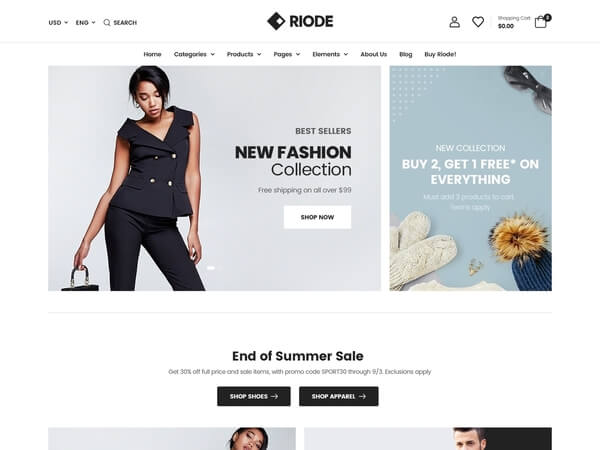 USD
ENG
SEARCH
RIODE
Shopping Cart
$0.00
0
Home
Categories
Products
Pages
Elements
About Us
Blog
Buy Riode!
BEST SELLERS
NEW FASHION
Collection
Free shipping on all over $99
SHOP NOW
NEW COLLECTION
BUY 2, GET 1 FREE* ON
EVERYTHING
Must add 3 products to cart.
Terms apply
End of Summer Sale
Get 30% off full price and sale items, with promo code SPORT30 through 9/3. Exclusions apply
SHOP SHOES
SHOP APPAREL